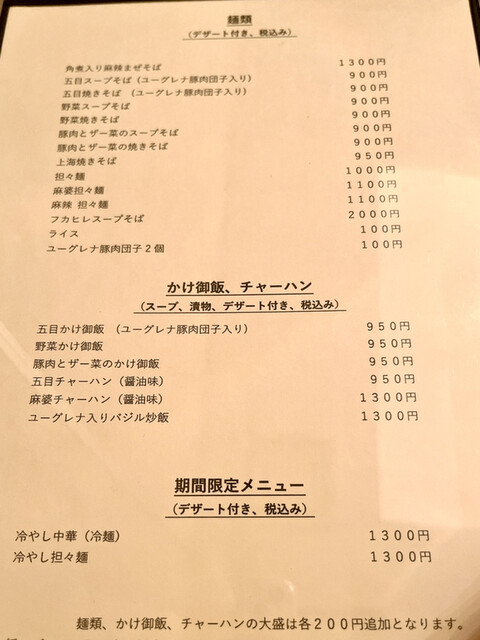 麺類
（デザート付き、税込み）
角煮入り麻辣まぜそば 1300円
五目スープそば（ユーグレナ豚肉団子入り） 900円
五目焼きそば （ユーグレナ豚肉団子入り） 900円
野菜スープそば 900円
野菜焼きそば 900円
豚肉とザー菜のスープそば 900円
豚肉とザー菜の焼きそば 900円
上海焼きそば 950円
担々麺 1000円
麻婆担々麺 1100円
麻辣 担々麺 1100円
フカヒレスープそば 2000円
ライス 100円
ユーグレナ豚肉団子２個 100円
かけ御飯、チャーハン
（スープ、漬物、デザート付き、税込み）
五目かけ御飯 （ユーグレナ豚肉団子入り） 950円
野菜かけ御飯 950円
豚肉とザー菜のかけ御飯 950円
五目チャーハン（醤油味） 950円
麻婆チャーハン（醤油味） 1300円
ユーグレナ入りバジル炒飯 1300円
期間限定メニュー
（デザート付き、税込み）
冷やし中華（冷麺） 1300円
冷やし担々麺 1300円
麺類、かけ御飯、チャーハンの大盛は各２００円追加となります。